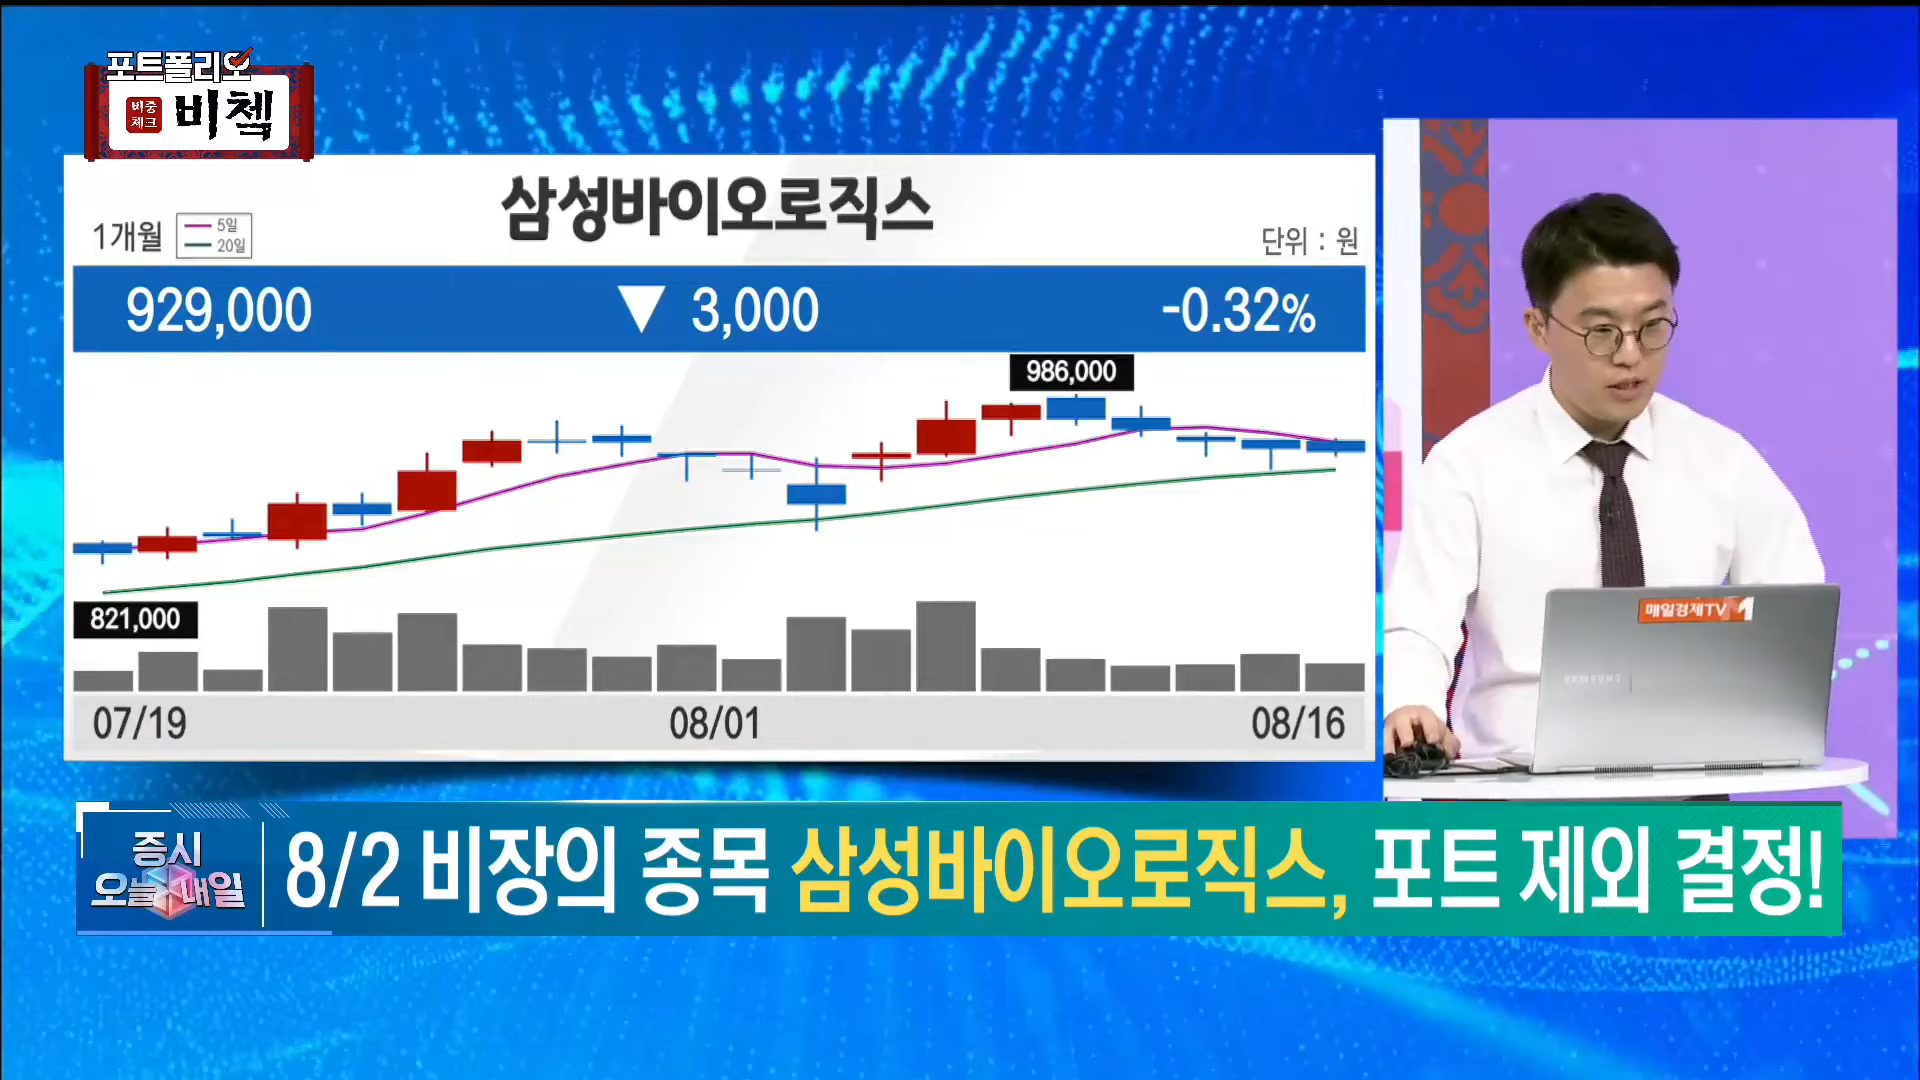 포트폴리오
비중
체크
비첵
삼성바이오로직스
1개월
5일
20일
단위 : 원
929,000 ▼ 3,000 -0.32%
986,000
821,000
07/19 08/01 08/16
매일경제TV
SAMSUNG
증시
오늘 내일
8/2 비장의 종목 삼성바이오로직스, 포트 제외 결정!